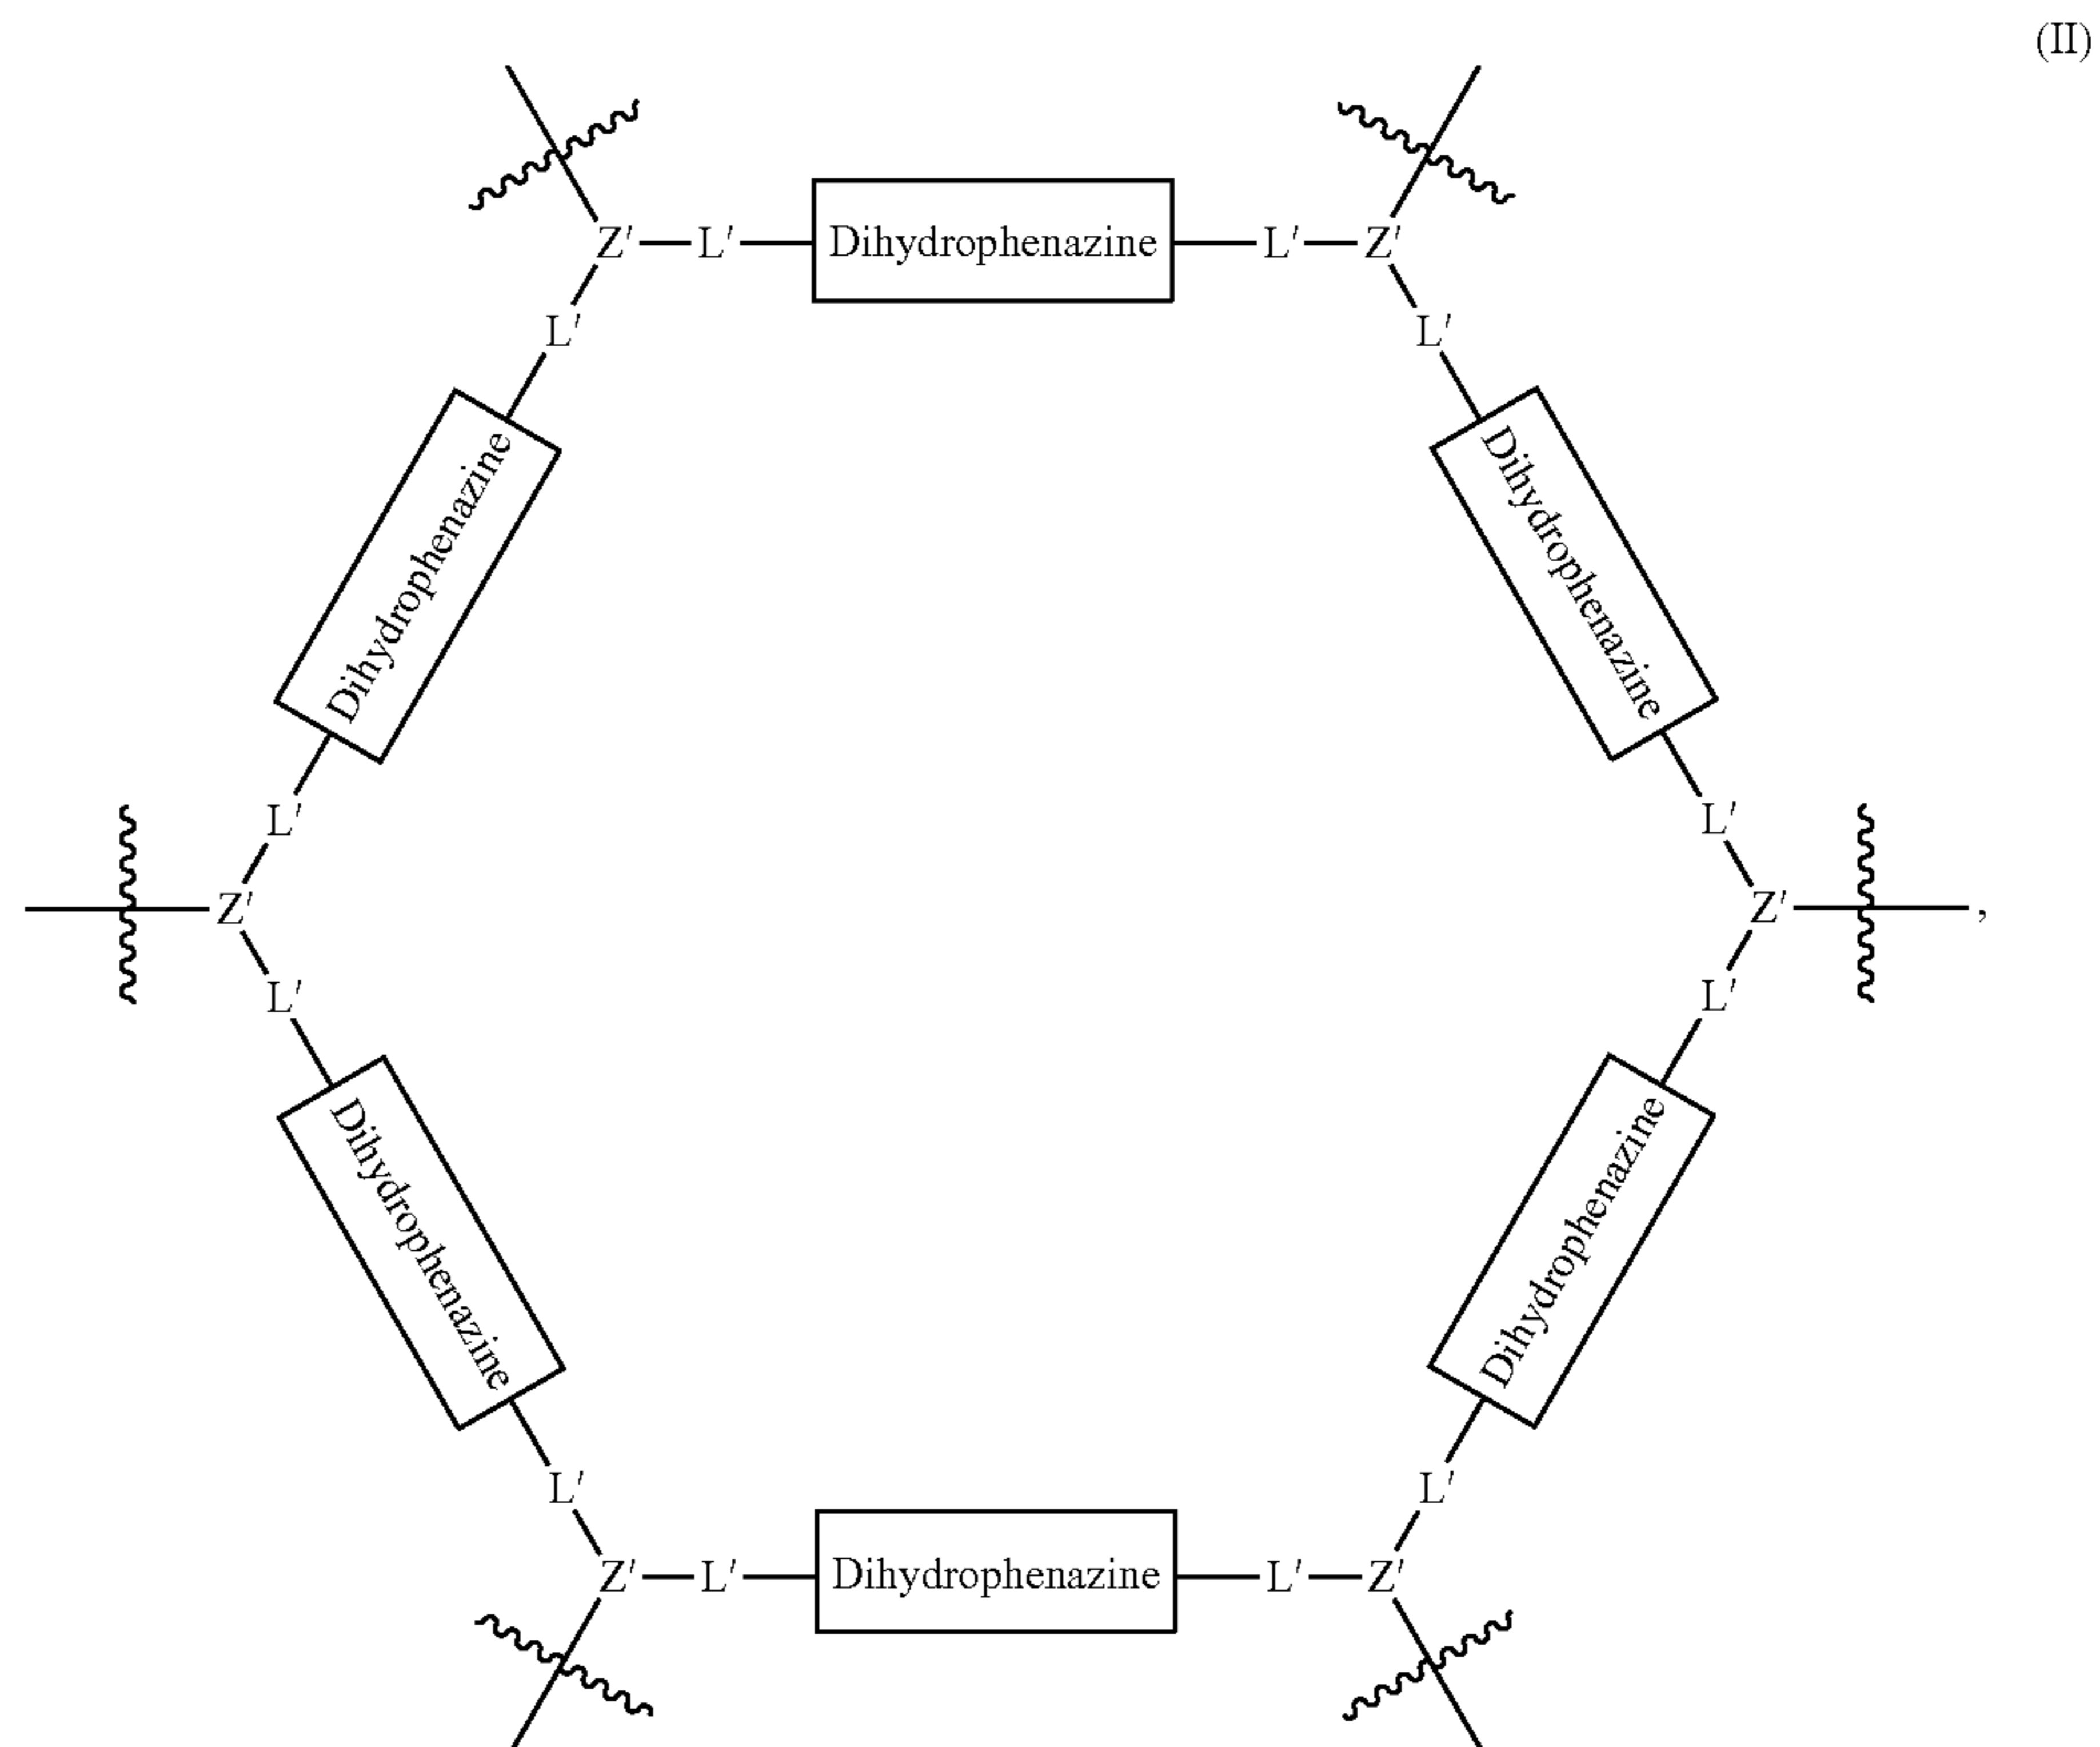 (II)
Z' L' Dihydrophenazine L' Z'
L' L'
Dihydrophenazine Dihydrophenazine
L' L'
Z' Z' ,
L' L'
Dihydrophenazine Dihydrophenazine
L' L'
Z' L' Dihydrophenazine L' Z'